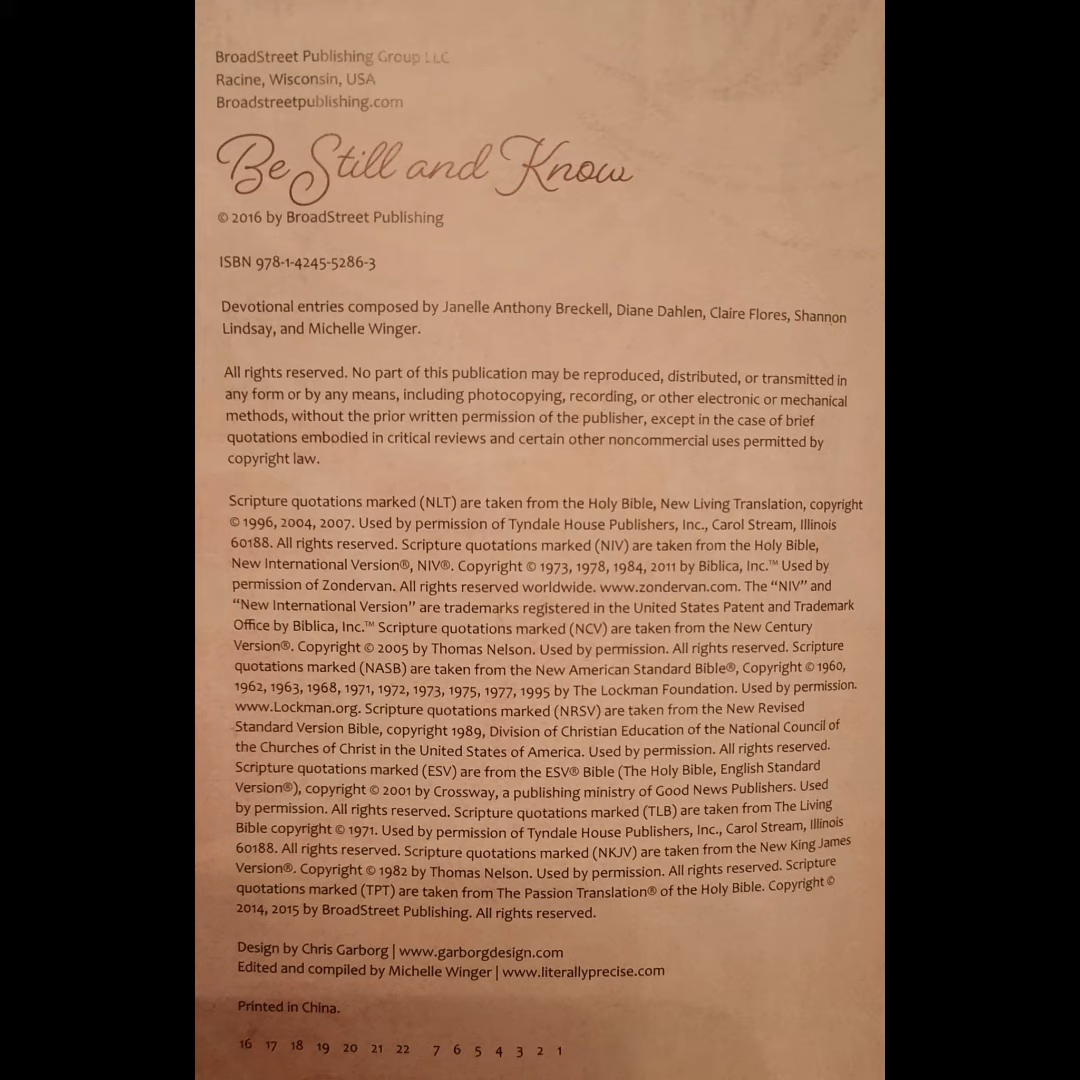 BroadStreet Publishing Group LLC
Racine, Wisconsin, USA
Broadstreetpublishing.com
Be Still and Know
© 2016 by BroadStreet Publishing
ISBN 978-1-4245-5286-3
Devotional entries composed by Janelle Anthony Breckell, Diane Dahlen, Claire Flores, Shannon
Lindsay, and Michelle Winger.
All rights reserved. No part of this publication may be reproduced, distributed, or transmitted in
any form or by any means, including photocopying, recording, or other electronic or mechanical
methods, without the prior written permission of the publisher, except in the case of brief
quotations embodied in critical reviews and certain other noncommercial uses permitted by
copyright law.
Scripture quotations marked (NLT) are taken from the Holy Bible, New Living Translation, copyright
© 1996, 2004, 2007. Used by permission of Tyndale House Publishers, Inc., Carol Stream, Illinois
60188. All rights reserved. Scripture quotations marked (NIV) are taken from the Holy Bible,
New International Version®, NIV®. Copyright © 1973, 1978, 1984, 2011 by Biblica, Inc.™ Used by
permission of Zondervan. All rights reserved worldwide. www.zondervan.com. The “NIV” and
“New International Version” are trademarks registered in the United States Patent and Trademark
Office by Biblica, Inc.™ Scripture quotations marked (NCV) are taken from the New Century
Version®. Copyright © 2005 by Thomas Nelson. Used by permission. All rights reserved. Scripture
quotations marked (NASB) are taken from the New American Standard Bible®, Copyright © 1960,
1962, 1963, 1968, 1971, 1972, 1973, 1975, 1977, 1995 by The Lockman Foundation. Used by permission.
www.Lockman.org. Scripture quotations marked (NRSV) are taken from the New Revised
Standard Version Bible, copyright 1989, Division of Christian Education of the National Council of
the Churches of Christ in the United States of America. Used by permission. All rights reserved.
Scripture quotations marked (ESV) are from the ESV® Bible (The Holy Bible, English Standard
Version®), copyright © 2001 by Crossway, a publishing ministry of Good News Publishers. Used
by permission. All rights reserved. Scripture quotations marked (TLB) are taken from The Living
Bible copyright © 1971. Used by permission of Tyndale House Publishers, Inc., Carol Stream, Illinois
60188. All rights reserved. Scripture quotations marked (NKJV) are taken from the New King James
Version®. Copyright © 1982 by Thomas Nelson. Used by permission. All rights reserved. Scripture
quotations marked (TPT) are taken from The Passion Translation® of the Holy Bible. Copyright ©
2014, 2015 by BroadStreet Publishing. All rights reserved.
Design by Chris Garborg | www.garborgdesign.com
Edited and compiled by Michelle Winger | www.literallyprecise.com
Printed in China.
16 17 18 19 20 21 22 7 6 5 4 3 2 1